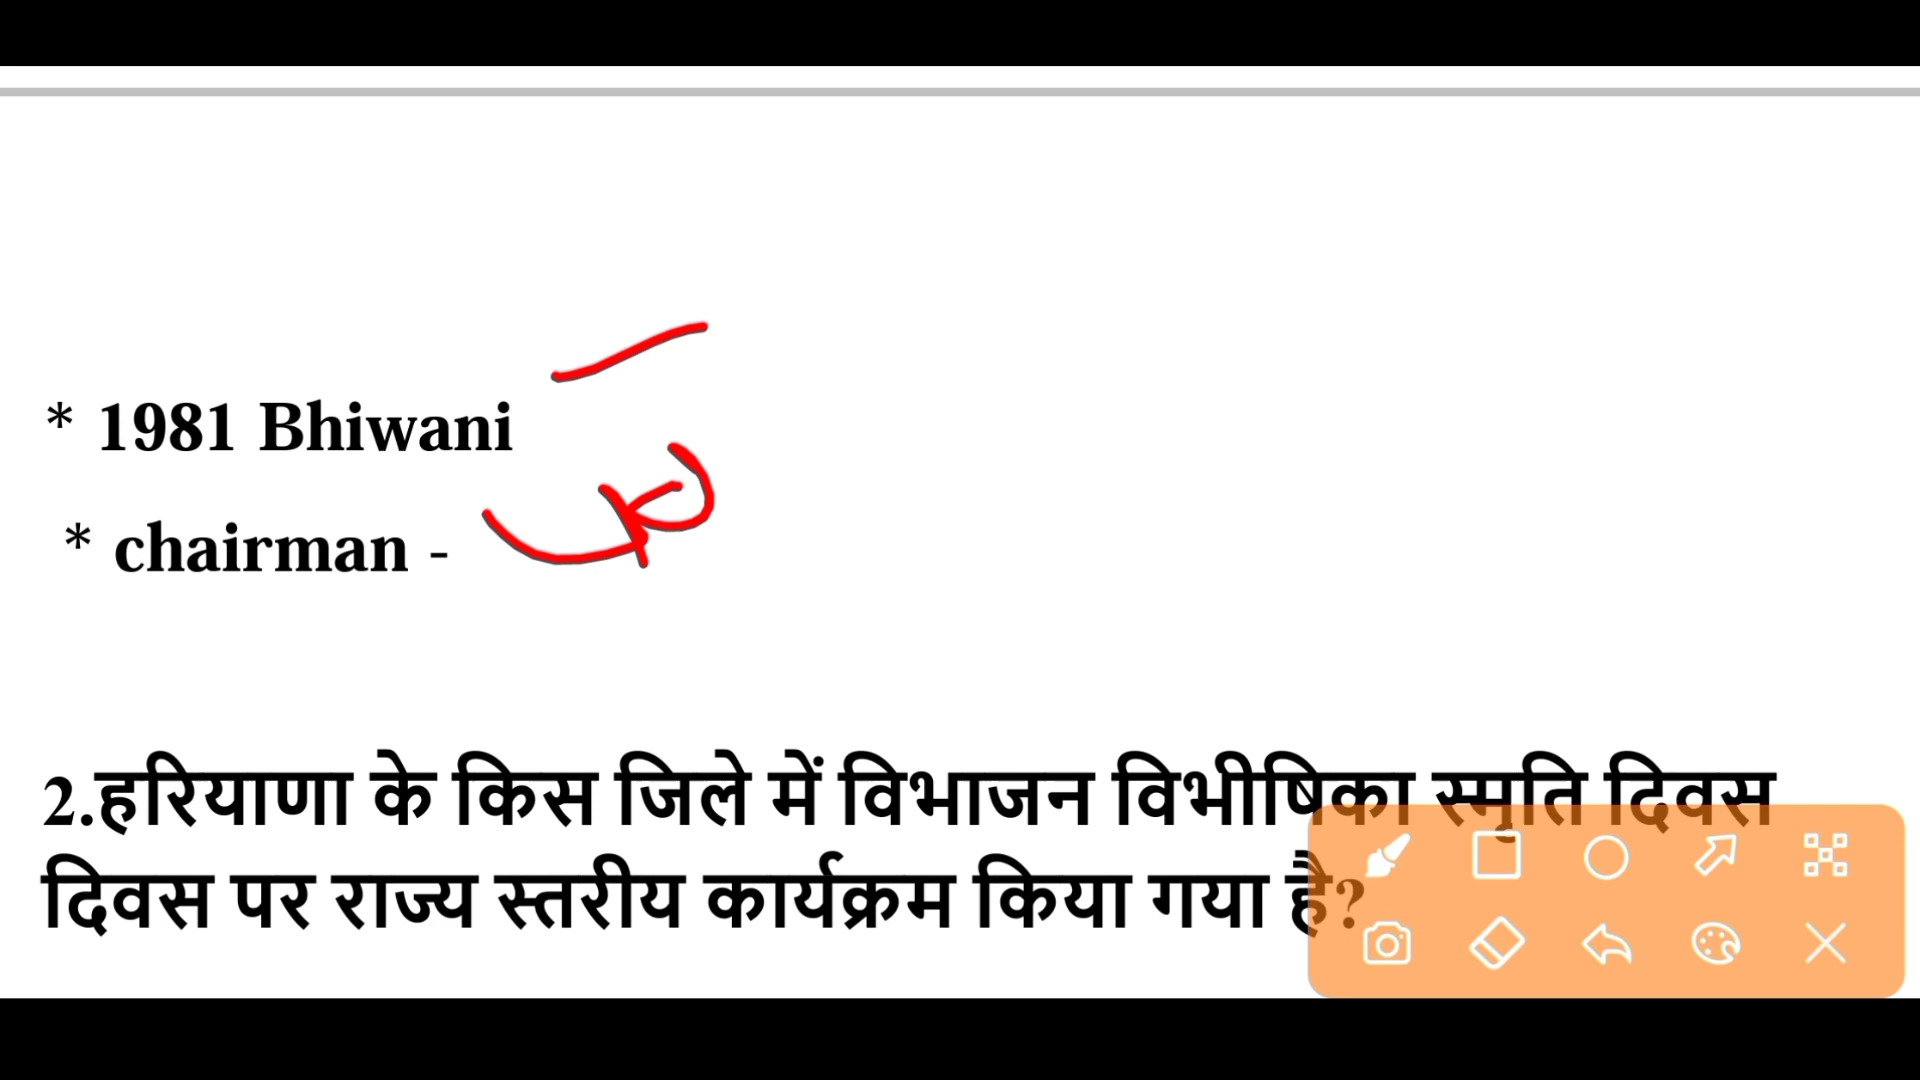 * 1981 Bhiwani
* chairman -
2.हरियाणा के किस जिले में विभाजन विभीषिका स्मृति दिवस
दिवस पर राज्य स्तरीय कार्यक्रम किया गया है?